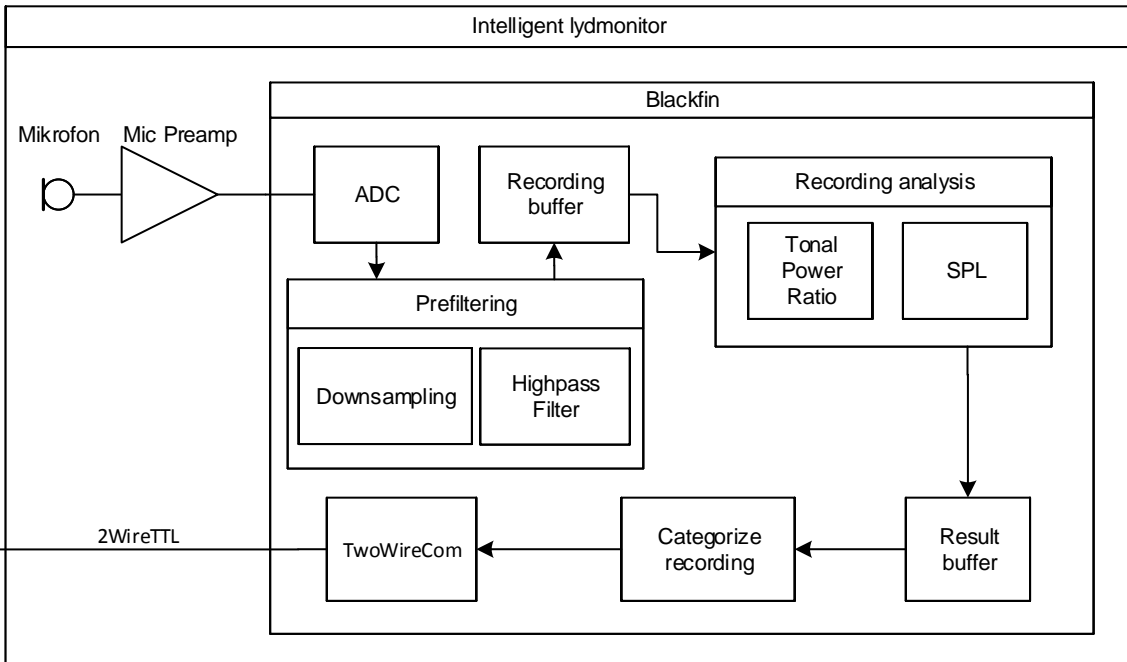 Intelligent lydmonitor
Blackfin
Mikrofon
Mic Preamp
ADC
Recording
buffer
Recording analysis
Tonal
Power
Ratio
SPL
Prefiltering
Downsampling
Highpass
Filter
2WireTTL
TwoWireCom
Categorize
recording
Result
buffer